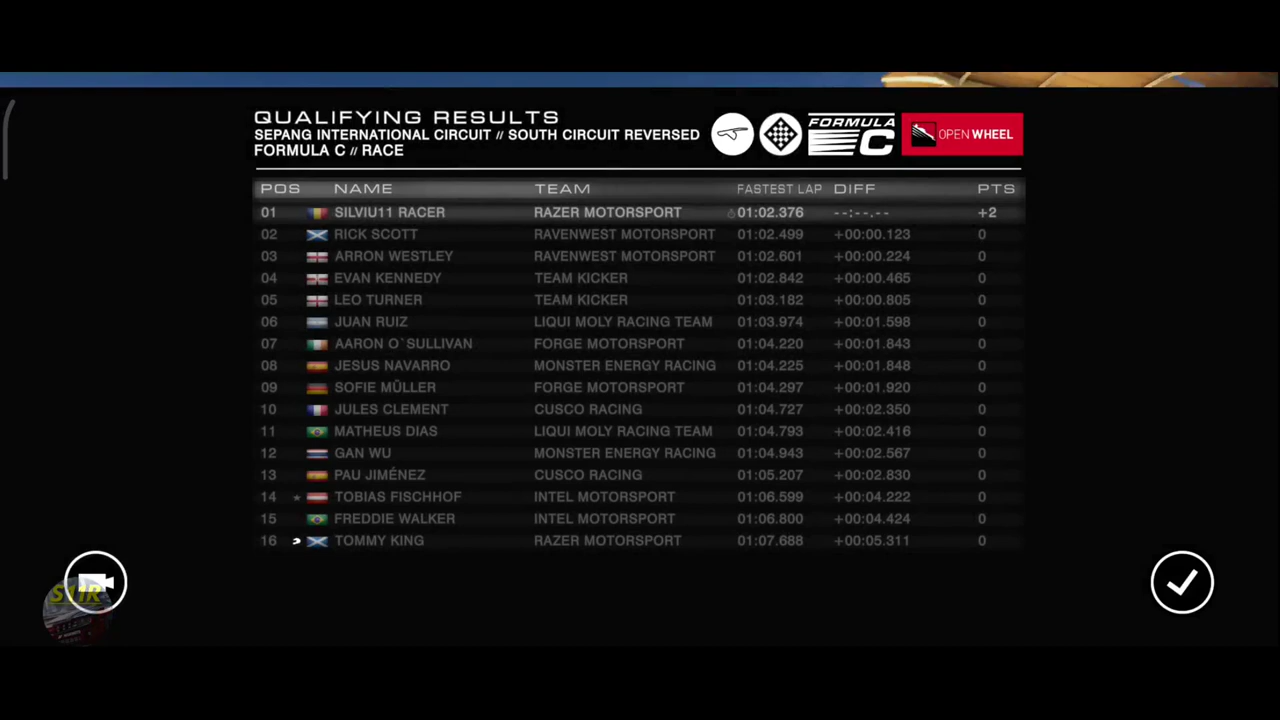 QUALIFYING RESULTS
SEPANG INTERNATIONAL CIRCUIT // SOUTH CIRCUIT REVERSED
FORMULA C // RACE
FORMULA C
OPEN WHEEL
POS NAME TEAM FASTEST LAP DIFF PTS
01 SILVIU11 RACER RAZER MOTORSPORT 01:02.376 --:--.-- +2
02 RICK SCOTT RAVENWEST MOTORSPORT 01:02.499 +00:00.123 0
03 ARRON WESTLEY RAVENWEST MOTORSPORT 01:02.601 +00:00.224 0
04 EVAN KENNEDY TEAM KICKER 01:02.842 +00:00.465 0
05 LEO TURNER TEAM KICKER 01:03.182 +00:00.805 0
06 JUAN RUIZ LIQUI MOLY RACING TEAM 01:03.974 +00:01.598 0
07 AARON O`SULLIVAN FORGE MOTORSPORT 01:04.220 +00:01.843 0
08 JESUS NAVARRO MONSTER ENERGY RACING 01:04.225 +00:01.848 0
09 SOFIE MÜLLER FORGE MOTORSPORT 01:04.297 +00:01.920 0
10 JULES CLEMENT CUSCO RACING 01:04.727 +00:02.350 0
11 MATHEUS DIAS LIQUI MOLY RACING TEAM 01:04.793 +00:02.416 0
12 GAN WU MONSTER ENERGY RACING 01:04.943 +00:02.567 0
13 PAU JIMÉNEZ CUSCO RACING 01:05.207 +00:02.830 0
14 TOBIAS FISCHHOF INTEL MOTORSPORT 01:06.599 +00:04.222 0
15 FREDDIE WALKER INTEL MOTORSPORT 01:06.800 +00:04.424 0
16 TOMMY KING RAZER MOTORSPORT 01:07.688 +00:05.311 0
S11R